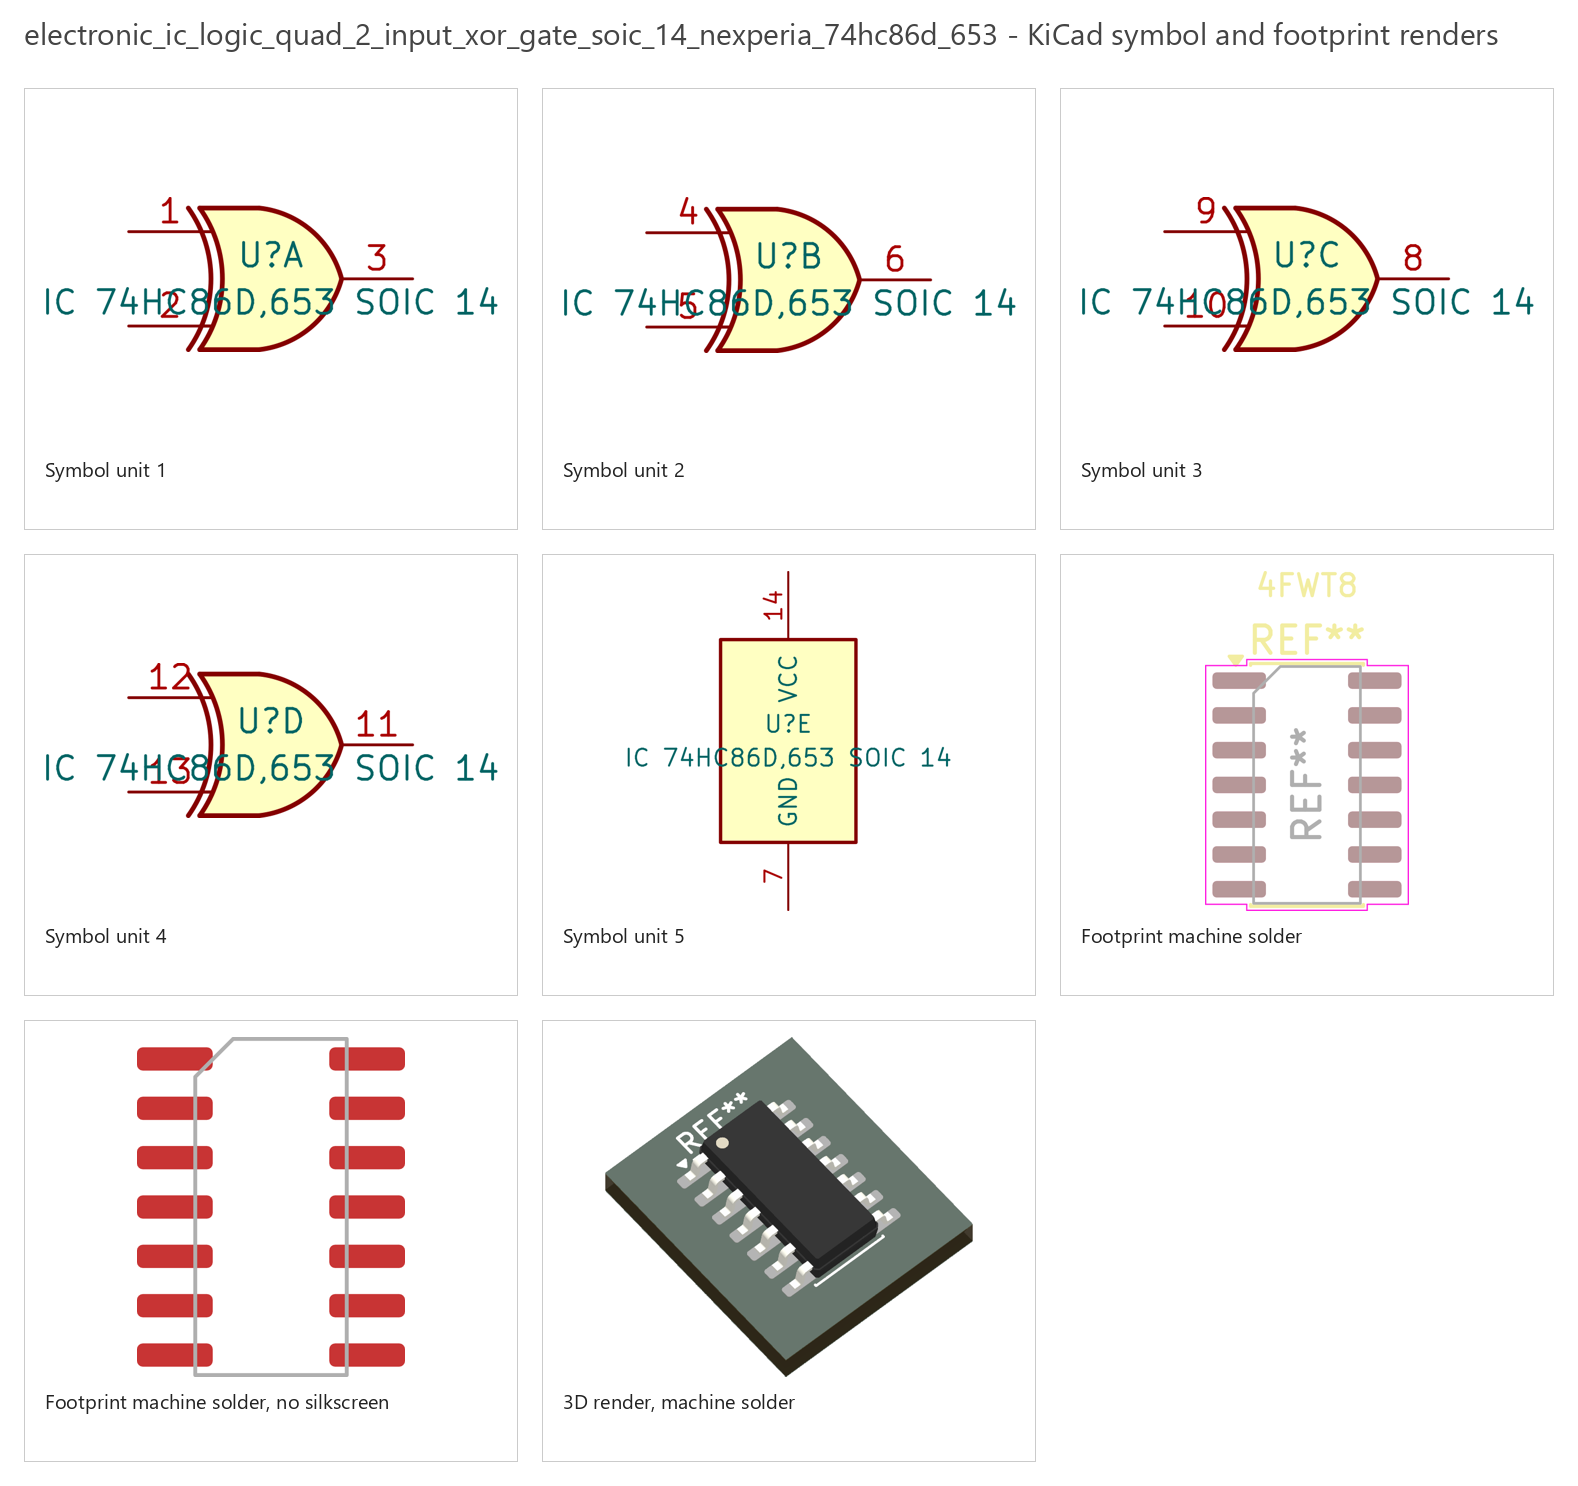 electronic_ic_logic_quad_2_input_xor_gate_soic_14_nexperia_74hc86d_653 - KiCad symbol and footprint renders
1
U?A
3
IC 74HC86D,653 SOIC 14
2
Symbol unit 1
4
U?B
6
IC 74HC86D,653 SOIC 14
5
Symbol unit 2
9
U?C
8
IC 74HC86D,653 SOIC 14
10
Symbol unit 3
12
U?D
11
IC 74HC86D,653 SOIC 14
13
Symbol unit 4
14
VCC
U?E
IC 74HC86D,653 SOIC 14
GND
7
Symbol unit 5
4FWT8
REF**
REF**
Footprint machine solder
Footprint machine solder, no silkscreen
REF**
3D render, machine solder